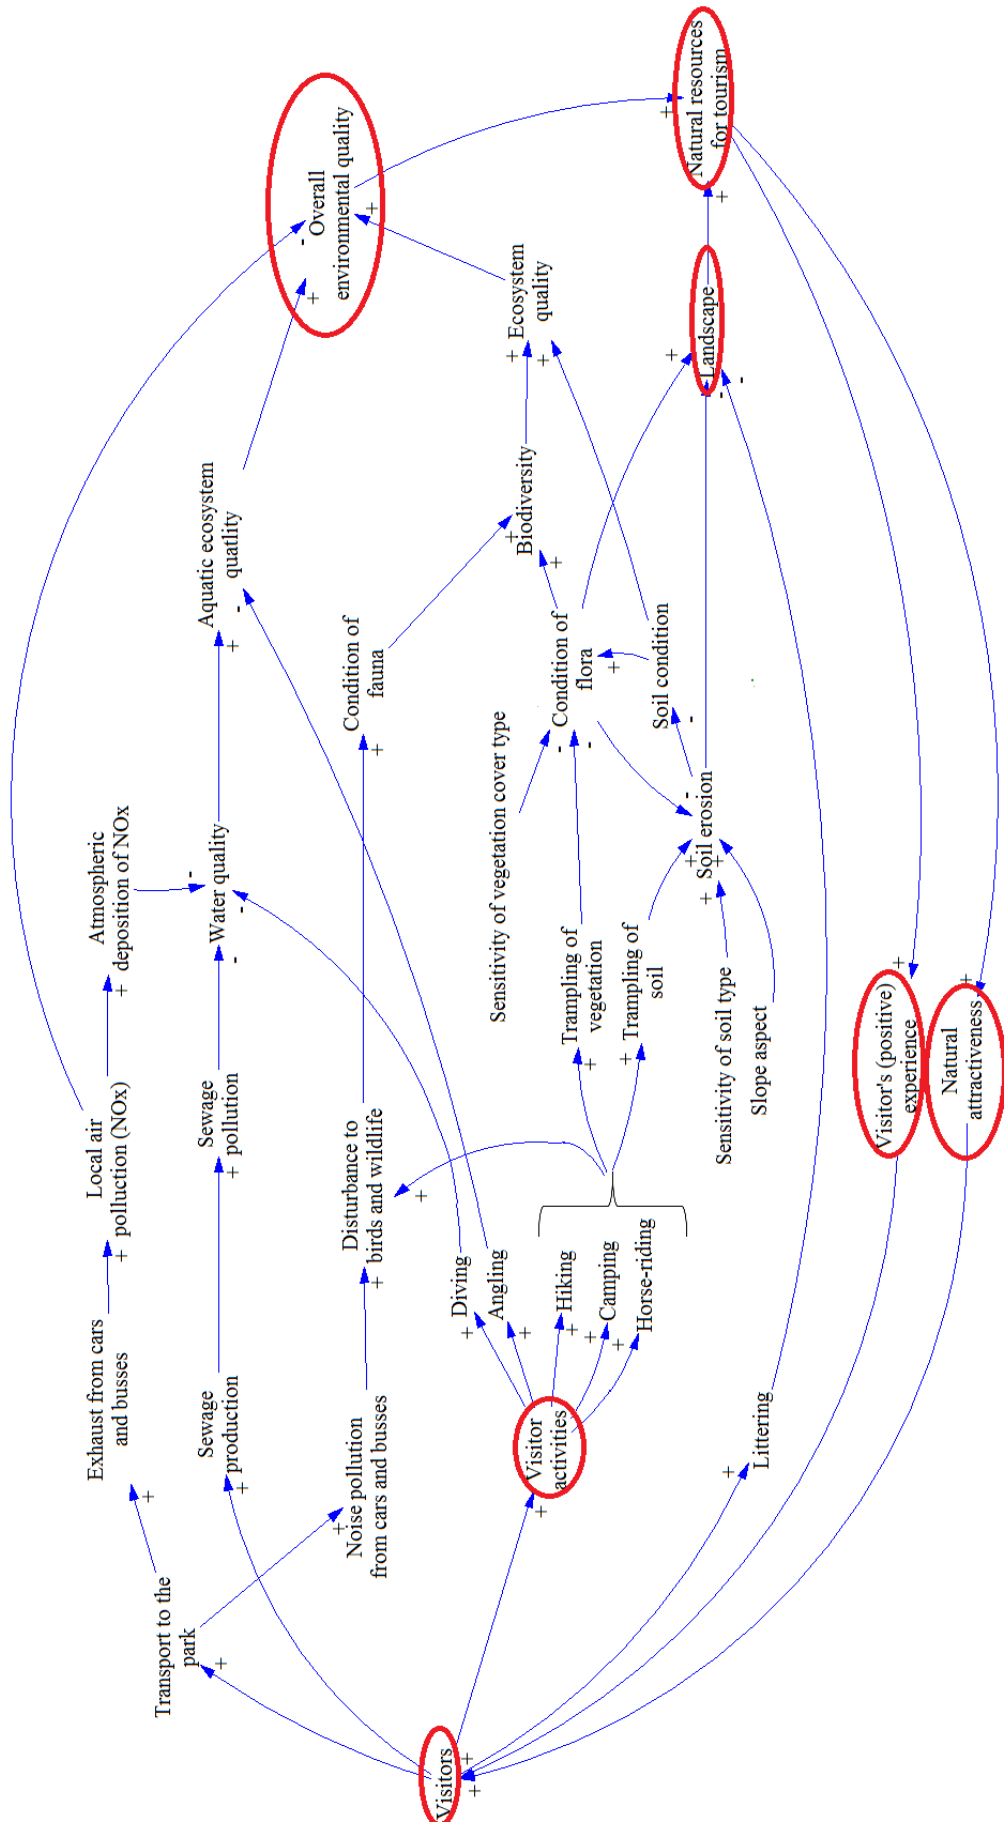 Exhaust from cars
and busses
Local air
polluction (NOx)
Atmospheric
deposition of NOx
Transport to the
park
Sewage
production
Sewage
pollution
Water quality
Aquatic ecosystem
quatlity
Overall
environmental quality
Noise pollution
from cars and busses
Disturbance to
birds and wildlife
Condition of
fauna
Visitors
Diving
Angling
Sensitivity of vegetation cover type
Biodiversity
Ecosystem
quality
Visitor
activities
Hiking
Camping
Horse-riding
Trampling of
vegetation
Condition of
flora
Trampling of
soil
Soil condition
Soil erosion
Landscape
Natural resources
for tourism
Sensitivity of soil type
Slope aspect
Littering
Visitor's (positive)
experience
Natural
attractiveness